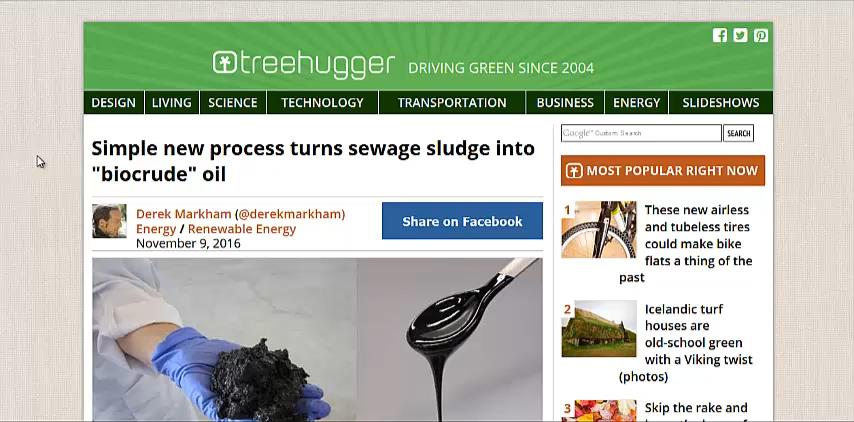 treehugger DRIVING GREEN SINCE 2004
DESIGN LIVING SCIENCE TECHNOLOGY TRANSPORTATION BUSINESS ENERGY SLIDESHOWS
Simple new process turns sewage sludge into
"biocrude" oil
Derek Markham (@derekmarkham)
Energy / Renewable Energy
November 9, 2016
Share on Facebook
Google™ Custom Search SEARCH
MOST POPULAR RIGHT NOW
1 These new airless
and tubeless tires
could make bike
flats a thing of the
past
2 Icelandic turf
houses are
old-school green
with a Viking twist
(photos)
3 Skip the rake and